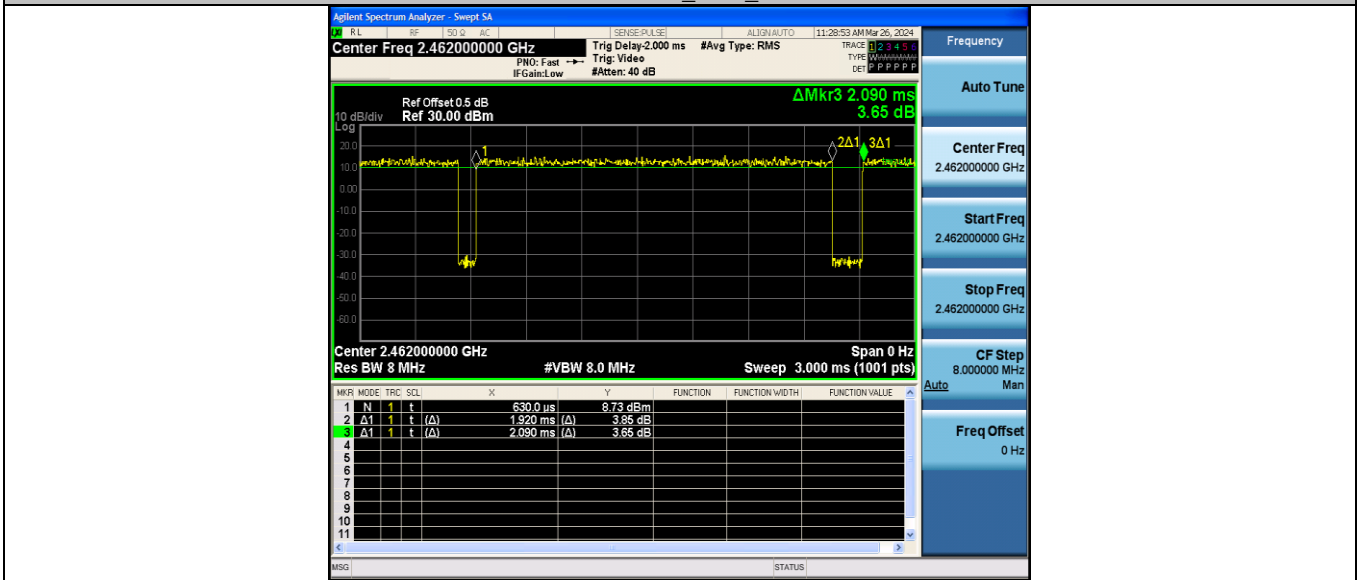 Agilent Spectrum Analyzer - Swept SA
RL RF 50 Ω AC SENSE:PULSE ALIGN AUTO 11:28:53 AM Mar 26, 2024
Center Freq 2.462000000 GHz
PNO: Fast
IFGain:Low
Trig Delay-2.000 ms
Trig: Video
#Atten: 40 dB
#Avg Type: RMS
TRACE 1 2 3 4 5 6
TYPE W
DET P P P P P P
Frequency
Auto Tune
Center Freq
2.462000000 GHz
Start Freq
2.462000000 GHz
Stop Freq
2.462000000 GHz
CF Step
8.000000 MHz
Auto Man
Freq Offset
0 Hz
ΔMkr3 2.090 ms
3.65 dB
Ref Offset 0.5 dB
10 dB/div Ref 30.00 dBm
Log
20.0
10.0
0.00
-10.0
-20.0
-30.0
-40.0
-50.0
-60.0
1
2Δ1
3Δ1
Center 2.462000000 GHz Span 0 Hz
Res BW 8 MHz #VBW 8.0 MHz Sweep 3.000 ms (1001 pts)
MKR MODE TRC SCL X Y FUNCTION FUNCTION WIDTH FUNCTION VALUE
1 N 1 t 630.0 us 8.73 dBm
2 Δ1 1 t (Δ) 1.920 ms (Δ) 3.85 dB
3 Δ1 1 t (Δ) 2.090 ms (Δ) 3.65 dB
4
5
6
7
8
9
10
11
MSG STATUS